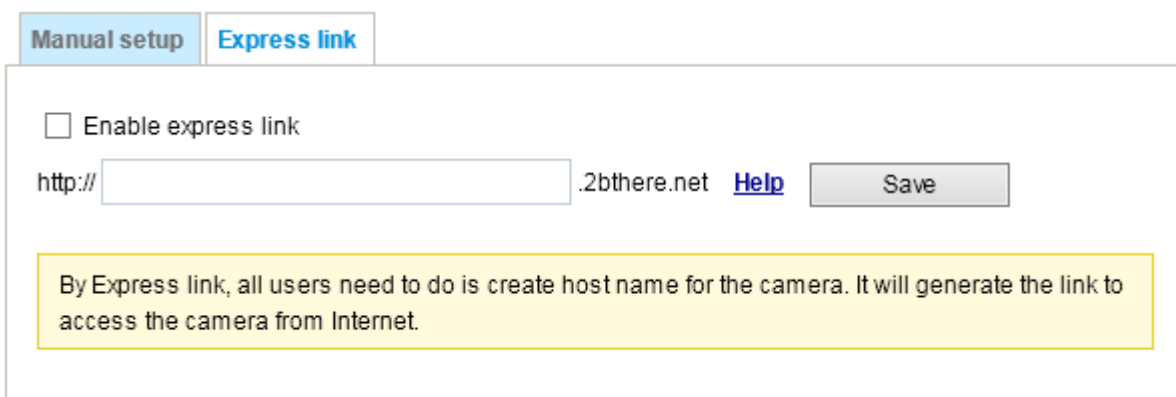 Manual setup Express link
Enable express link
http:// .2bthere.net Help Save
By Express link, all users need to do is create host name for the camera. It will generate the link to
access the camera from Internet.